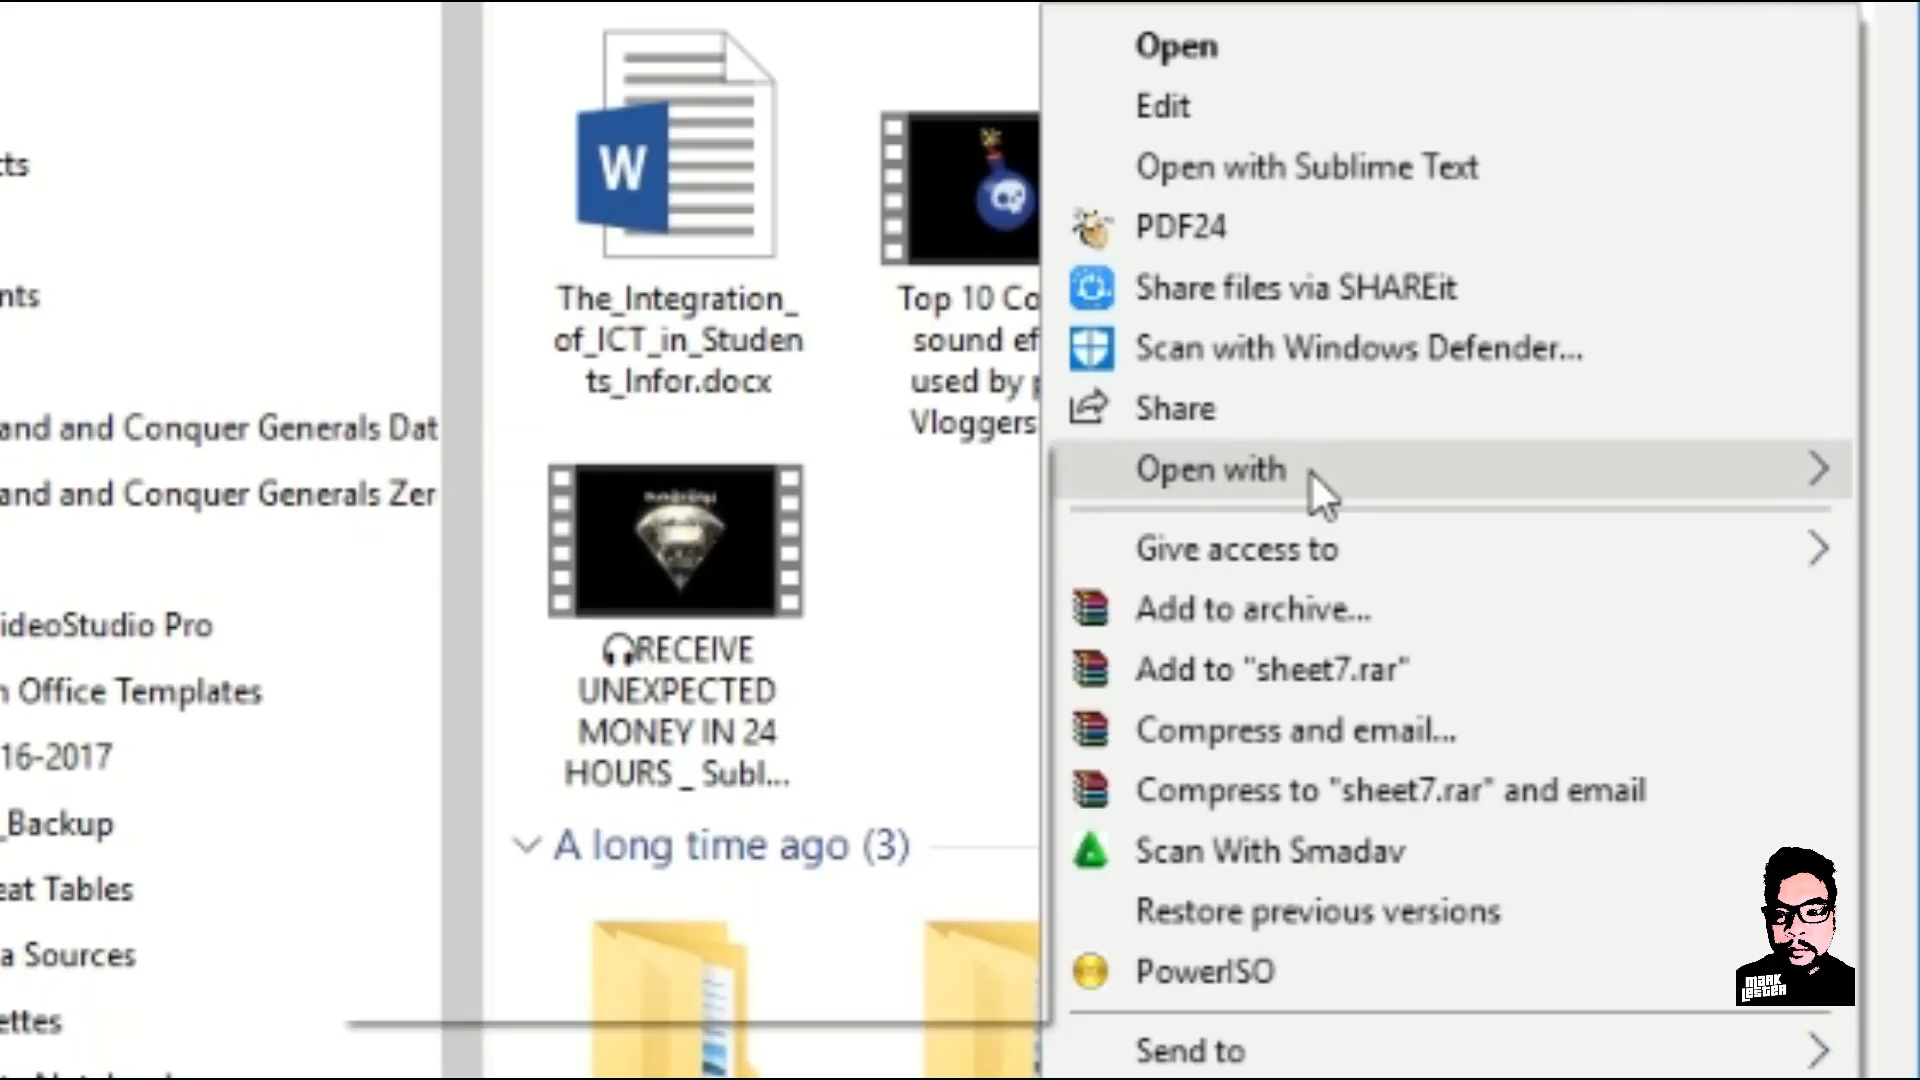 cts
nts
and and Conquer Generals Dat
and and Conquer Generals Zer
ideoStudio Pro
n Office Templates
16-2017
_Backup
eat Tables
a Sources
ettes
W
The_Integration_
of_ICT_in_Studen
ts_Infor.docx
Top 10 Co
sound ef
used by p
Vloggers
🎧RECEIVE
UNEXPECTED
MONEY IN 24
HOURS _ Subl...
A long time ago (3)
Open
Edit
Open with Sublime Text
PDF24
Share files via SHAREit
Scan with Windows Defender...
Share
Open with
Give access to
Add to archive...
Add to "sheet7.rar"
Compress and email...
Compress to "sheet7.rar" and email
Scan With Smadav
Restore previous versions
PowerISO
Send to
MARK
LESTER